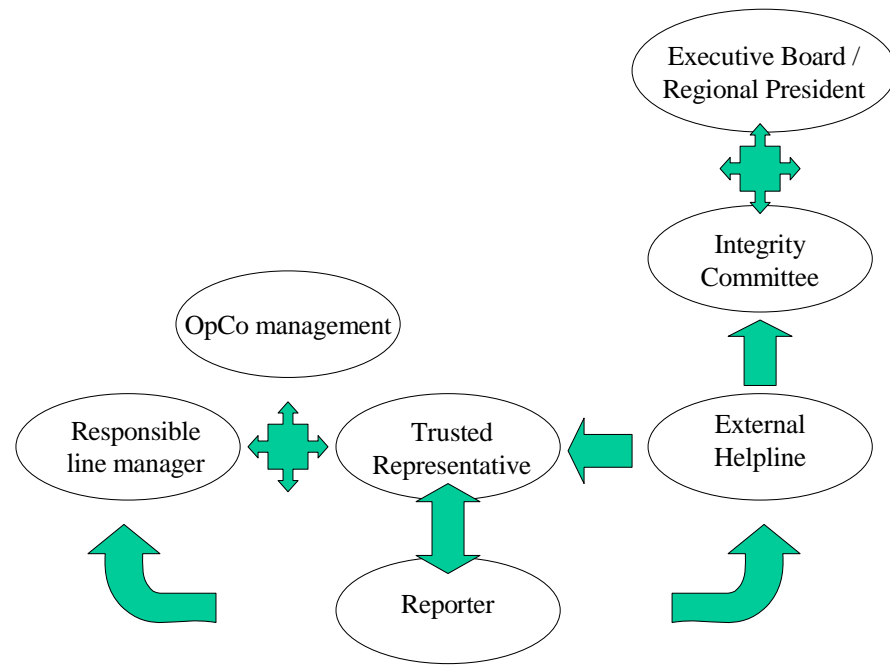 Executive Board /
Regional President
Integrity
Committee
OpCo management
Responsible
line manager
Trusted
Representative
External
Helpline
Reporter